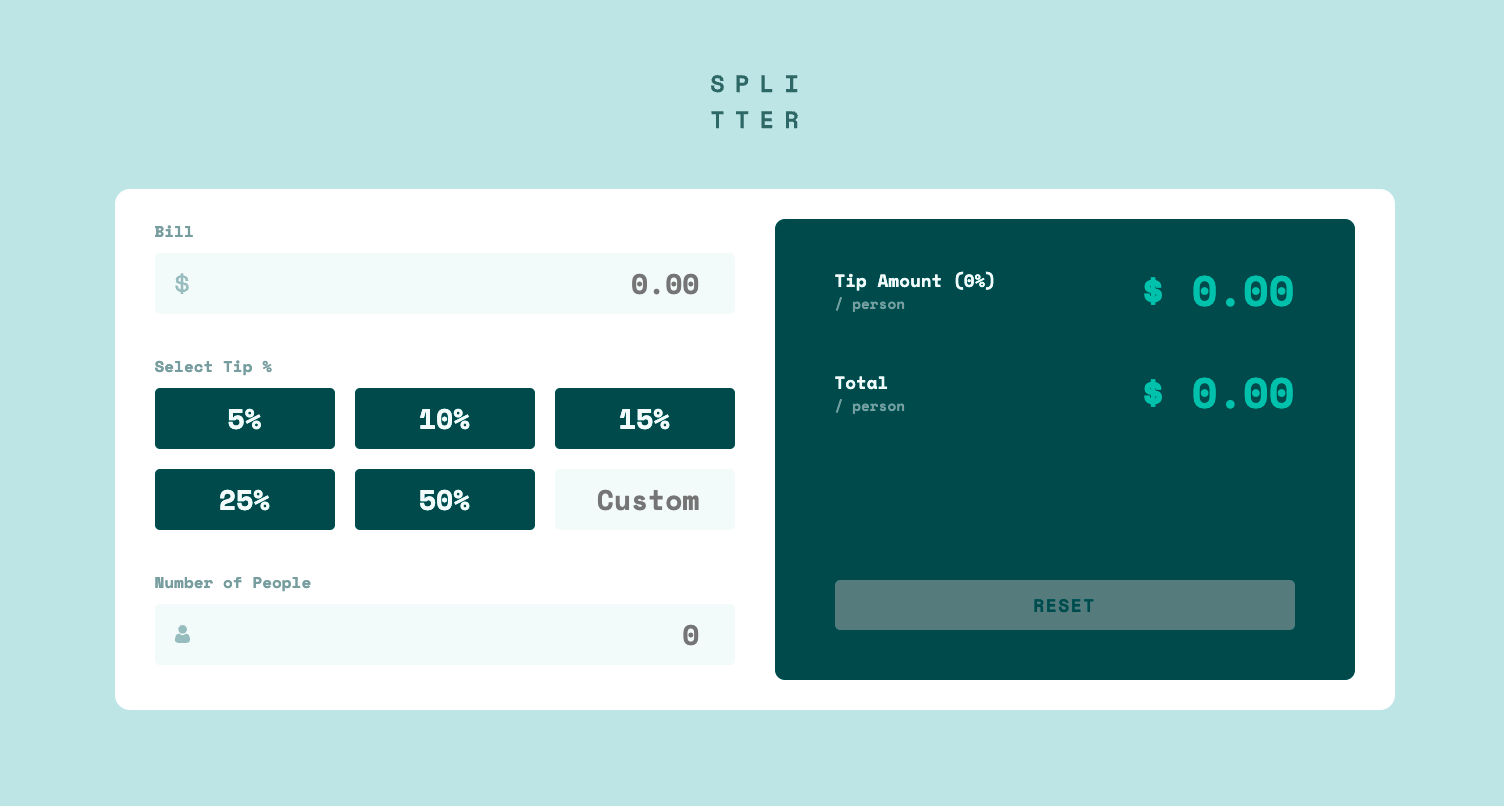 SPLI
TTER
Bill
$ 0.00
Select Tip %
5% 10% 15%
25% 50% Custom
Number of People
0
Tip Amount (0%)
/ person
$ 0.00
Total
/ person
$ 0.00
RESET